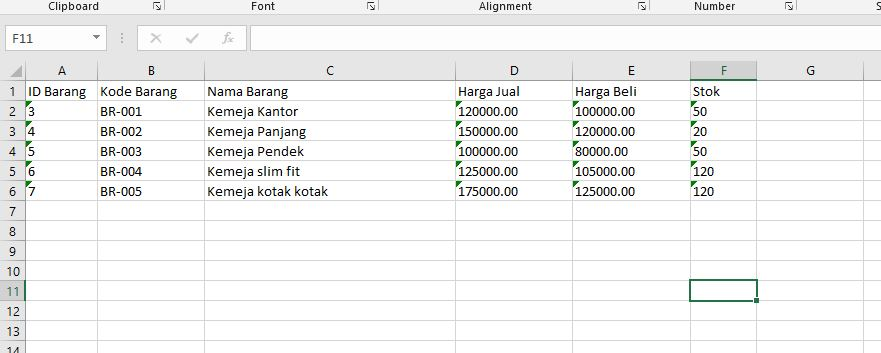 Clipboard Font Alignment Number
F11 fx
A B C D E F G
1 ID Barang Kode Barang Nama Barang Harga Jual Harga Beli Stok
2 3 BR-001 Kemeja Kantor 120000.00 100000.00 50
3 4 BR-002 Kemeja Panjang 150000.00 120000.00 20
4 5 BR-003 Kemeja Pendek 100000.00 80000.00 50
5 6 BR-004 Kemeja slim fit 125000.00 105000.00 120
6 7 BR-005 Kemeja kotak kotak 175000.00 125000.00 120
7
8
9
10
11
12
13
14